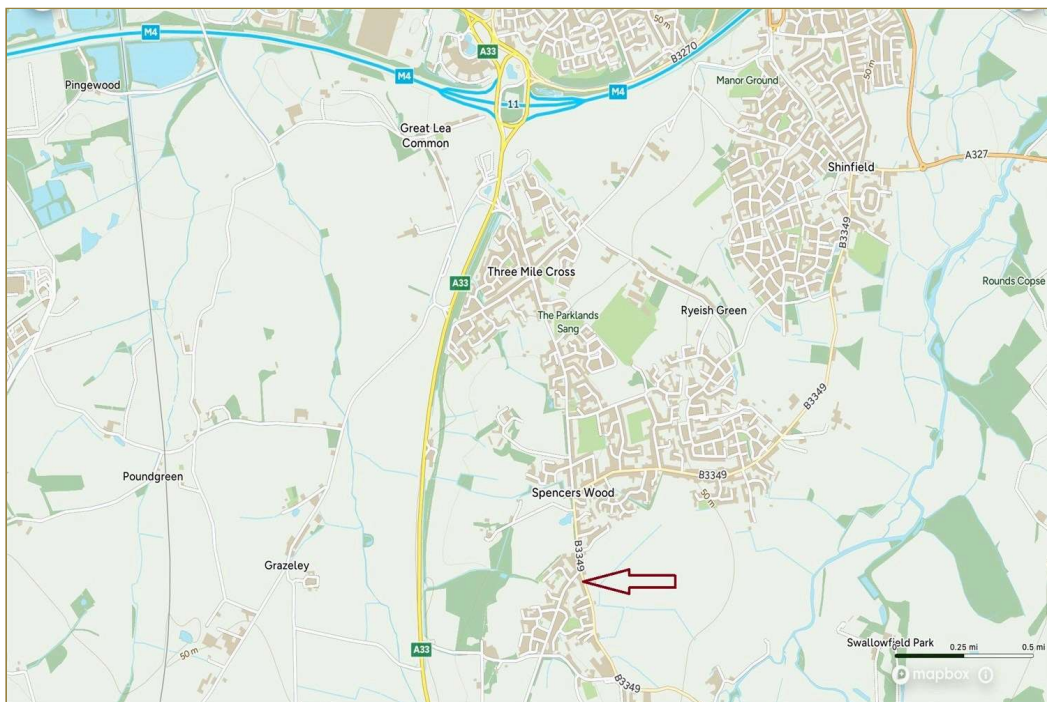 50 m
M4
A33
B3270
M4
Pingewood
Manor Ground
50 m
M4
11
Great Lea
Common
A327
Shinfield
B3349
Three Mile Cross
A33
Rounds Copse
The Parklands
Sang
Ryeish Green
B3349
Poundgreen
B3349
Spencers Wood
50 m
B3349
Grazeley
A33
50 m
Swallowfield Park
0
0.25 mi
0.5 mi
mapbox
B3349